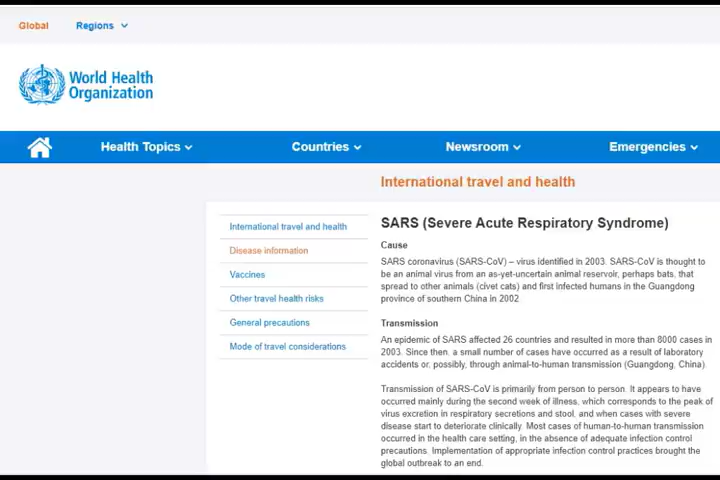 Global Regions
World Health
Organization
Health Topics Countries Newsroom Emergencies
International travel and health
International travel and health
Disease information
Vaccines
Other travel health risks
General precautions
Mode of travel considerations
SARS (Severe Acute Respiratory Syndrome)
Cause
SARS coronavirus (SARS-CoV) – virus identified in 2003. SARS-CoV is thought to
be an animal virus from an as-yet-uncertain animal reservoir, perhaps bats, that
spread to other animals (civet cats) and first infected humans in the Guangdong
province of southern China in 2002
Transmission
An epidemic of SARS affected 26 countries and resulted in more than 8000 cases in
2003. Since then, a small number of cases have occurred as a result of laboratory
accidents or, possibly, through animal-to-human transmission (Guangdong, China)
Transmission of SARS-CoV is primarily from person to person. It appears to have
occurred mainly during the second week of illness, which corresponds to the peak of
virus excretion in respiratory secretions and stool, and when cases with severe
disease start to deteriorate clinically. Most cases of human-to-human transmission
occurred in the health care setting, in the absence of adequate infection control
precautions. Implementation of appropriate infection control practices brought the
global outbreak to an end.